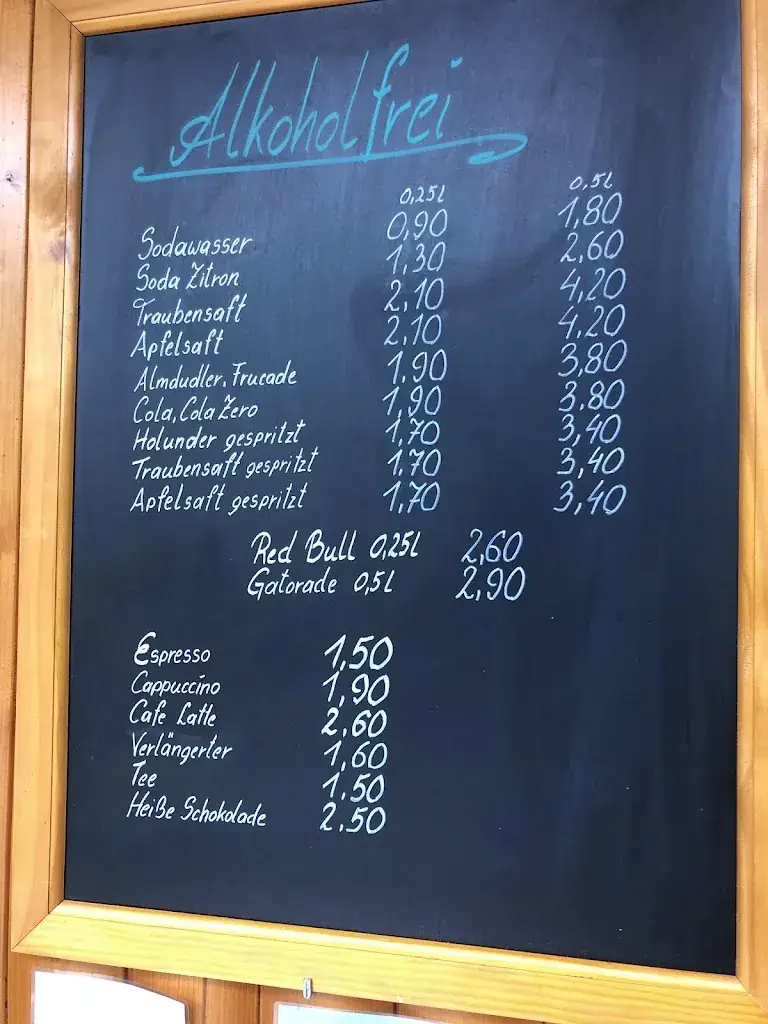 Alkoholfrei
0,25l 0,5l
Sodawasser 0,90 1,80
Soda Zitron 1,30 2,60
Traubensaft 2,10 4,20
Apfelsaft 2,10 4,20
Almdudler, Frucade 1.90 3,80
Cola, Cola Zero 1,90 3.80
Holunder gespritzt 1,70 3,40
Traubensaft gespritzt 1.70 3,40
Apfelsaft gespritzt 1,70 3,40
Red Bull 0,25l 2,60
Gatorade 0,5l 2,90
Espresso 1,50
Cappuccino 1,90
Cafe Latte 2.60
Verlängerter 1,60
Tee 1.50
Heiße Schokolade 2.50